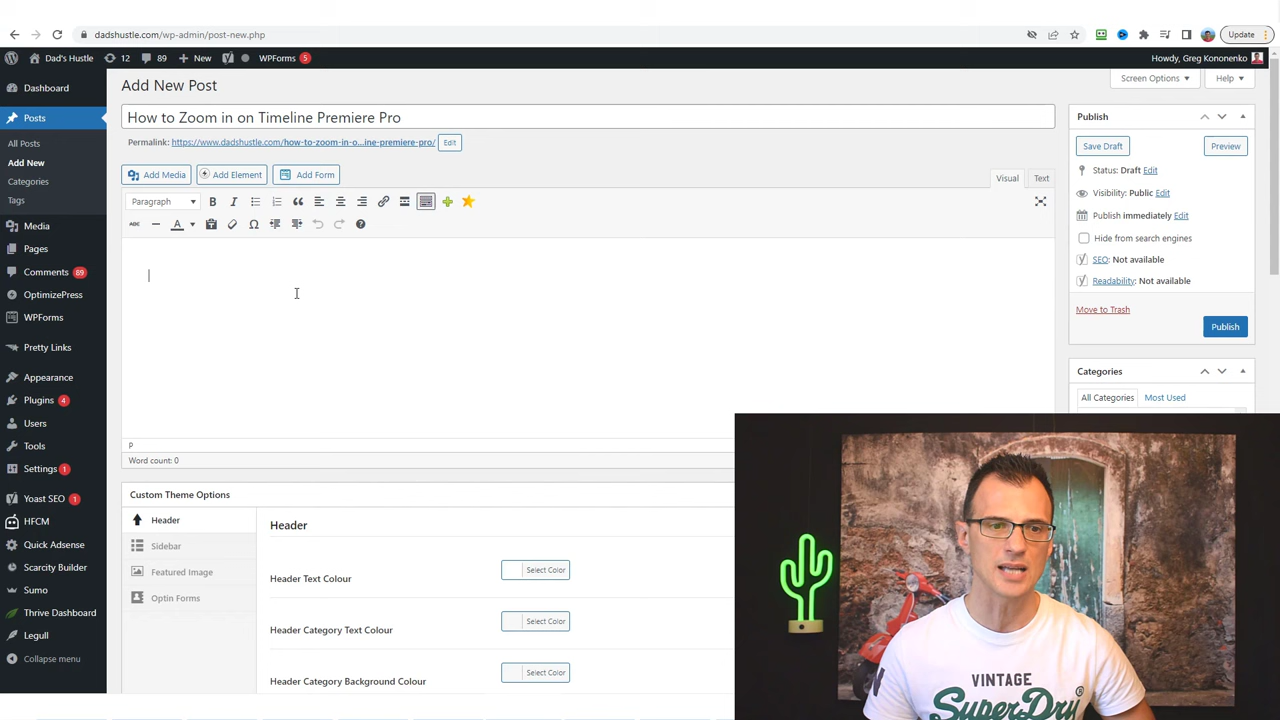 dadshustle.com/wp-admin/post-new.php
Update
Dad's Hustle
12
89
New
WPForms 5
Howdy, Greg Kononenko
Dashboard
Posts
All Posts
Add New
Categories
Tags
Media
Pages
Comments 89
OptimizePress
WPForms
Pretty Links
Appearance
Plugins 4
Users
Tools
Settings 1
Yoast SEO 1
HFCM
Quick Adsense
Scarcity Builder
Sumo
Thrive Dashboard
Legull
Collapse menu
Add New Post
Screen Options
Help
How to Zoom in on Timeline Premiere Pro
Permalink: https://www.dadshustle.com/how-to-zoom-in-o...ine-premiere-pro/ Edit
Add Media
Add Element
Add Form
Visual
Text
Paragraph
B I
ABC
A
P
Word count: 0
Custom Theme Options
Header
Sidebar
Featured Image
Optin Forms
Header
Header Text Colour
Select Color
Header Category Text Colour
Select Color
Header Category Background Colour
Select Color
Publish
Save Draft
Preview
Status: Draft Edit
Visibility: Public Edit
Publish immediately Edit
Hide from search engines
SEO: Not available
Readability: Not available
Move to Trash
Publish
Categories
All Categories
Most Used
VINTAGE
SUPERDRY